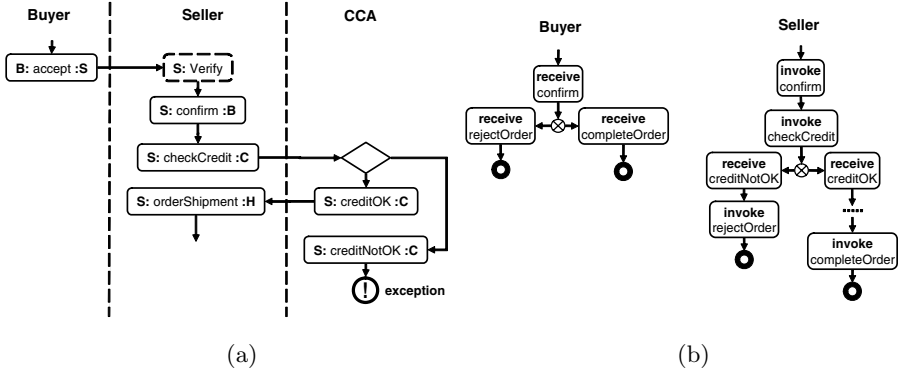 Buyer
Seller
CCA
B: accept :S
S: Verify
S: confirm :B
S: checkCredit :C
S: orderShipment :H
S: creditOK :C
S: creditNotOK :C
!
exception
(a)
Buyer
receive
confirm
receive
rejectOrder
receive
completeOrder
Seller
invoke
confirm
invoke
checkCredit
receive
creditNotOK
receive
creditOK
invoke
rejectOrder
invoke
completeOrder
(b)